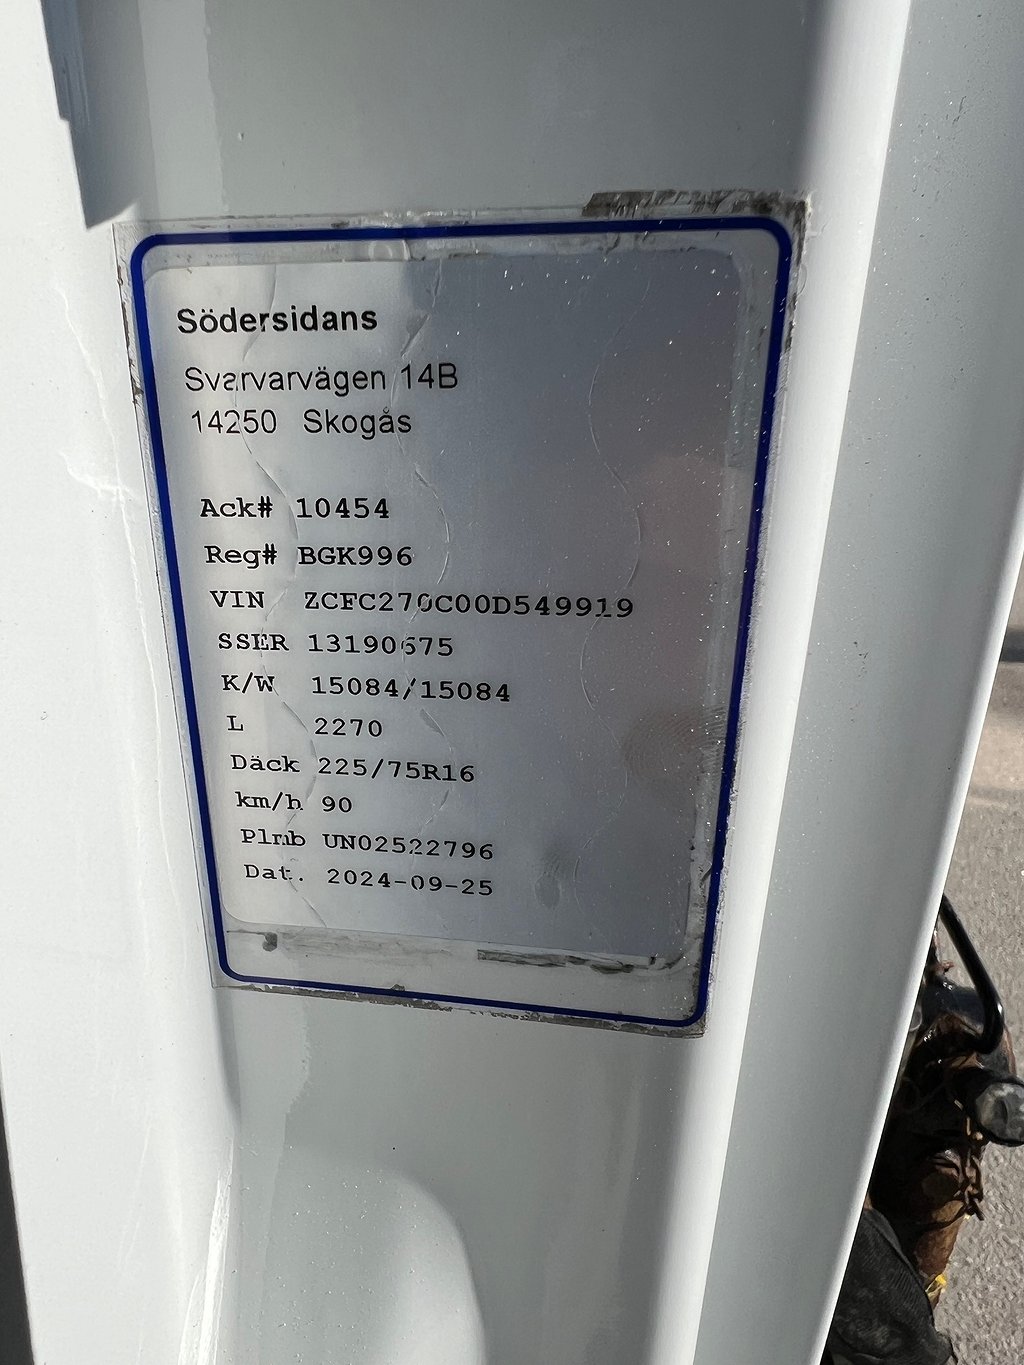 Södersidans
Svarvarvägen 14B
14250 Skogås
Ack# 10454
Reg# BGK996
VIN ZCFC270C00D549919
SSER 13190675
K/W 15084/15084
L 2270
Däck 225/75R16
km/h 90
Plmb UN02522796
Dat. 2024-09-25